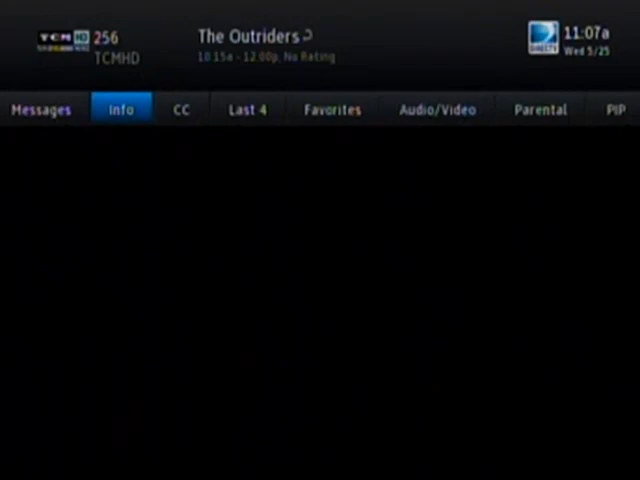 TCM HD 256
TCMHD
The Outriders
10:15a - 12:00p, No Rating
DIRECTV
11:07a
Wed 5/25
Messages Info CC Last 4 Favorites Audio/Video Parental PIP